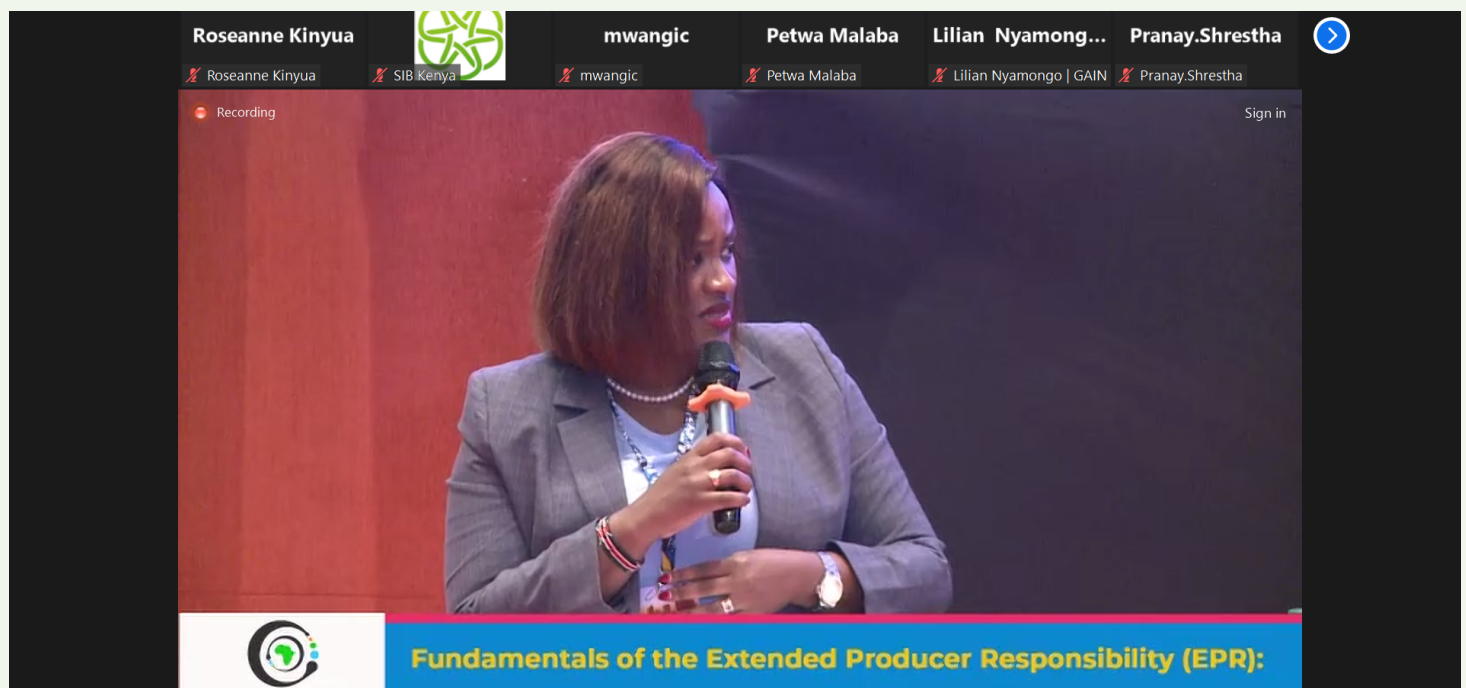 Roseanne Kinyua
mwangic
Petwa Malaba
Lilian Nyamong...
Pranay.Shrestha
Roseanne Kinyua
SIB Kenya
mwangic
Petwa Malaba
Lilian Nyamongo | GAIN
Pranay.Shrestha
Recording
Sign in
Fundamentals of the Extended Producer Responsibility (EPR):